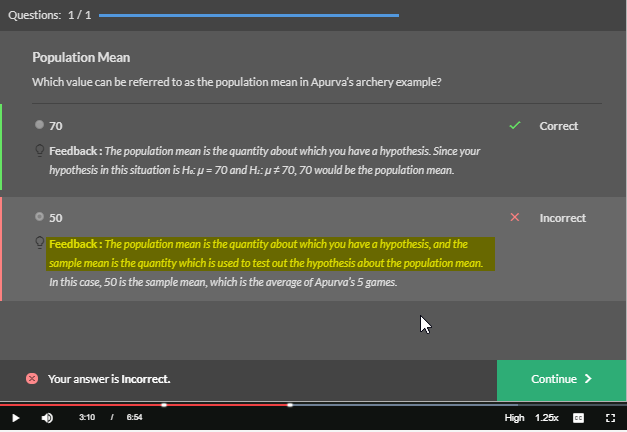 Questions: 1 / 1
Population Mean
Which value can be referred to as the population mean in Apurva's archery example?
70
Correct
Feedback : The population mean is the quantity about which you have a hypothesis. Since your
hypothesis in this situation is H₀: μ = 70 and H₁: μ ≠ 70, 70 would be the population mean.
50
Incorrect
Feedback : The population mean is the quantity about which you have a hypothesis, and the
sample mean is the quantity which is used to test out the hypothesis about the population mean.
In this case, 50 is the sample mean, which is the average of Apurva's 5 games.
Your answer is Incorrect.
Continue
3:10 / 6:54
High 1.25x CC